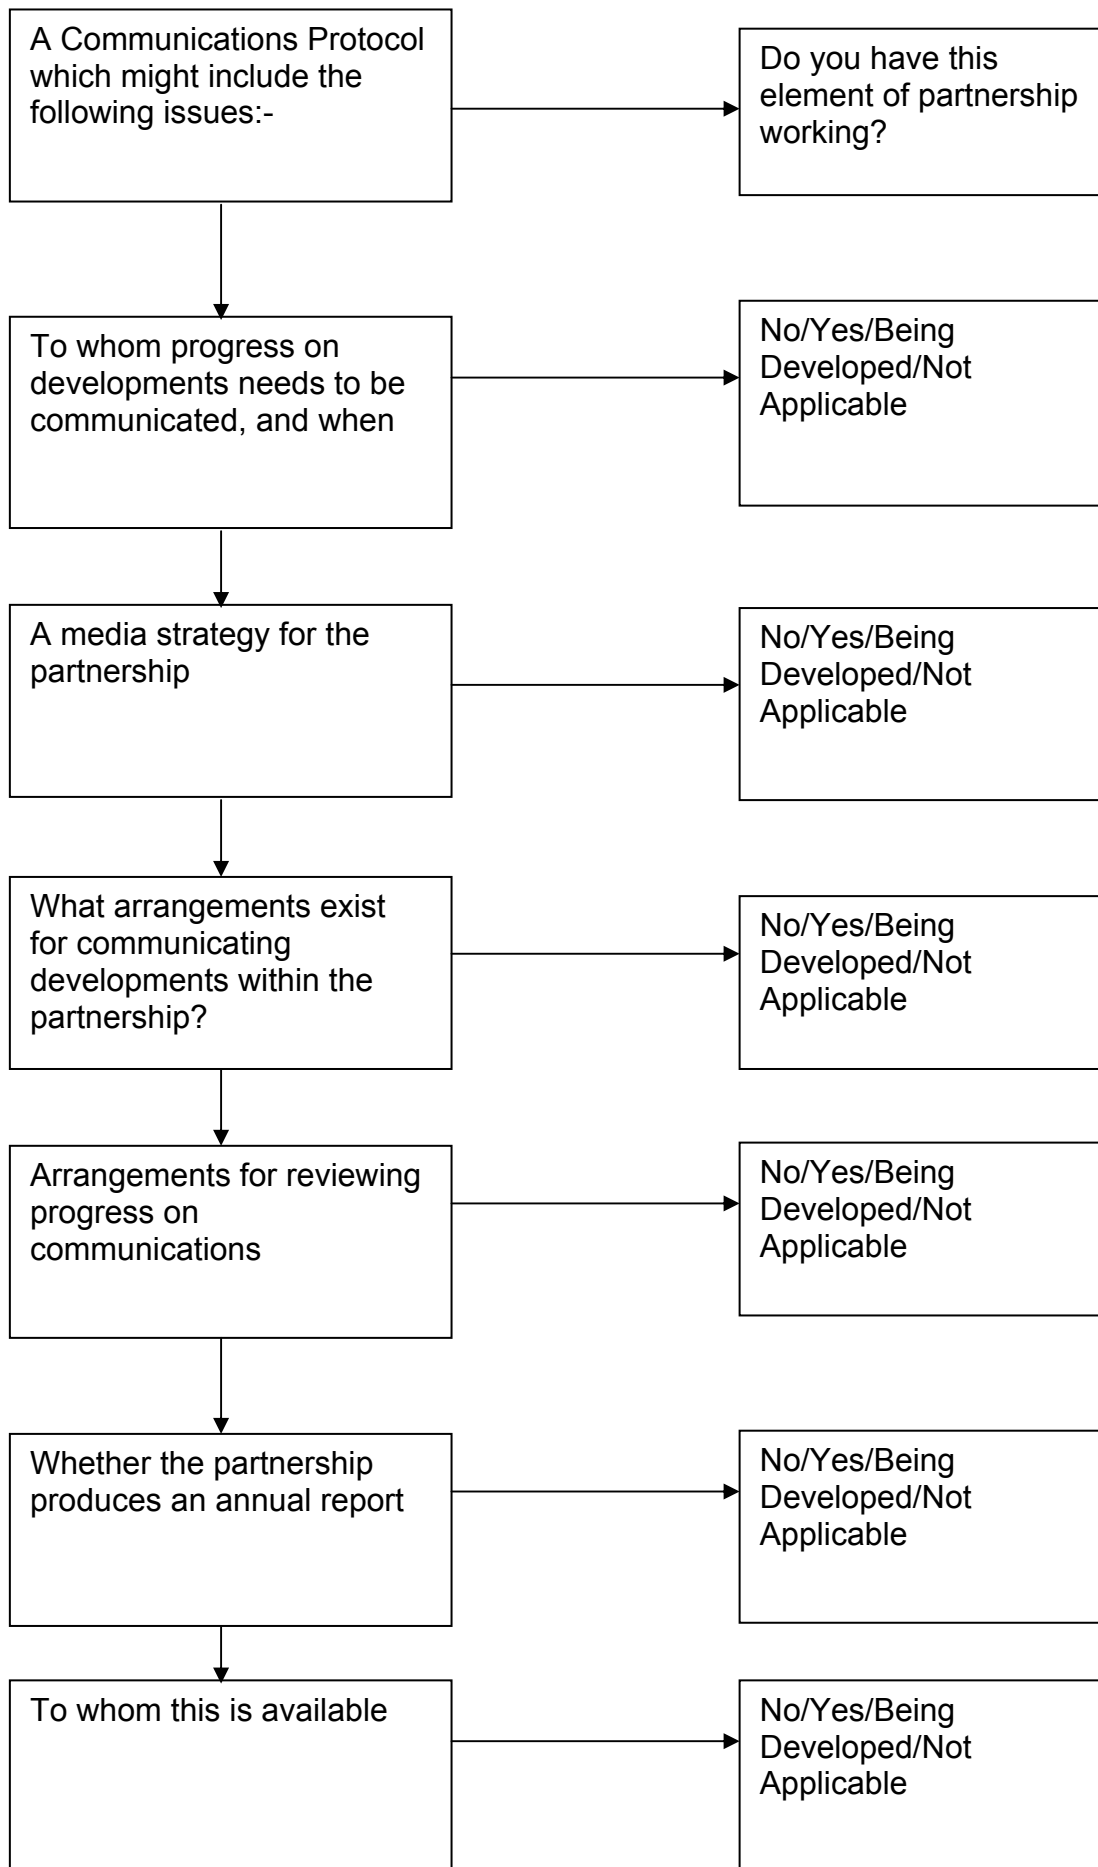 A Communications Protocol
which might include the
following issues:-
Do you have this
element of partnership
working?
To whom progress on
developments needs to be
communicated, and when
No/Yes/Being
Developed/Not
Applicable
A media strategy for the
partnership
No/Yes/Being
Developed/Not
Applicable
What arrangements exist
for communicating
developments within the
partnership?
No/Yes/Being
Developed/Not
Applicable
Arrangements for reviewing
progress on
communications
No/Yes/Being
Developed/Not
Applicable
Whether the partnership
produces an annual report
No/Yes/Being
Developed/Not
Applicable
To whom this is available
No/Yes/Being
Developed/Not
Applicable